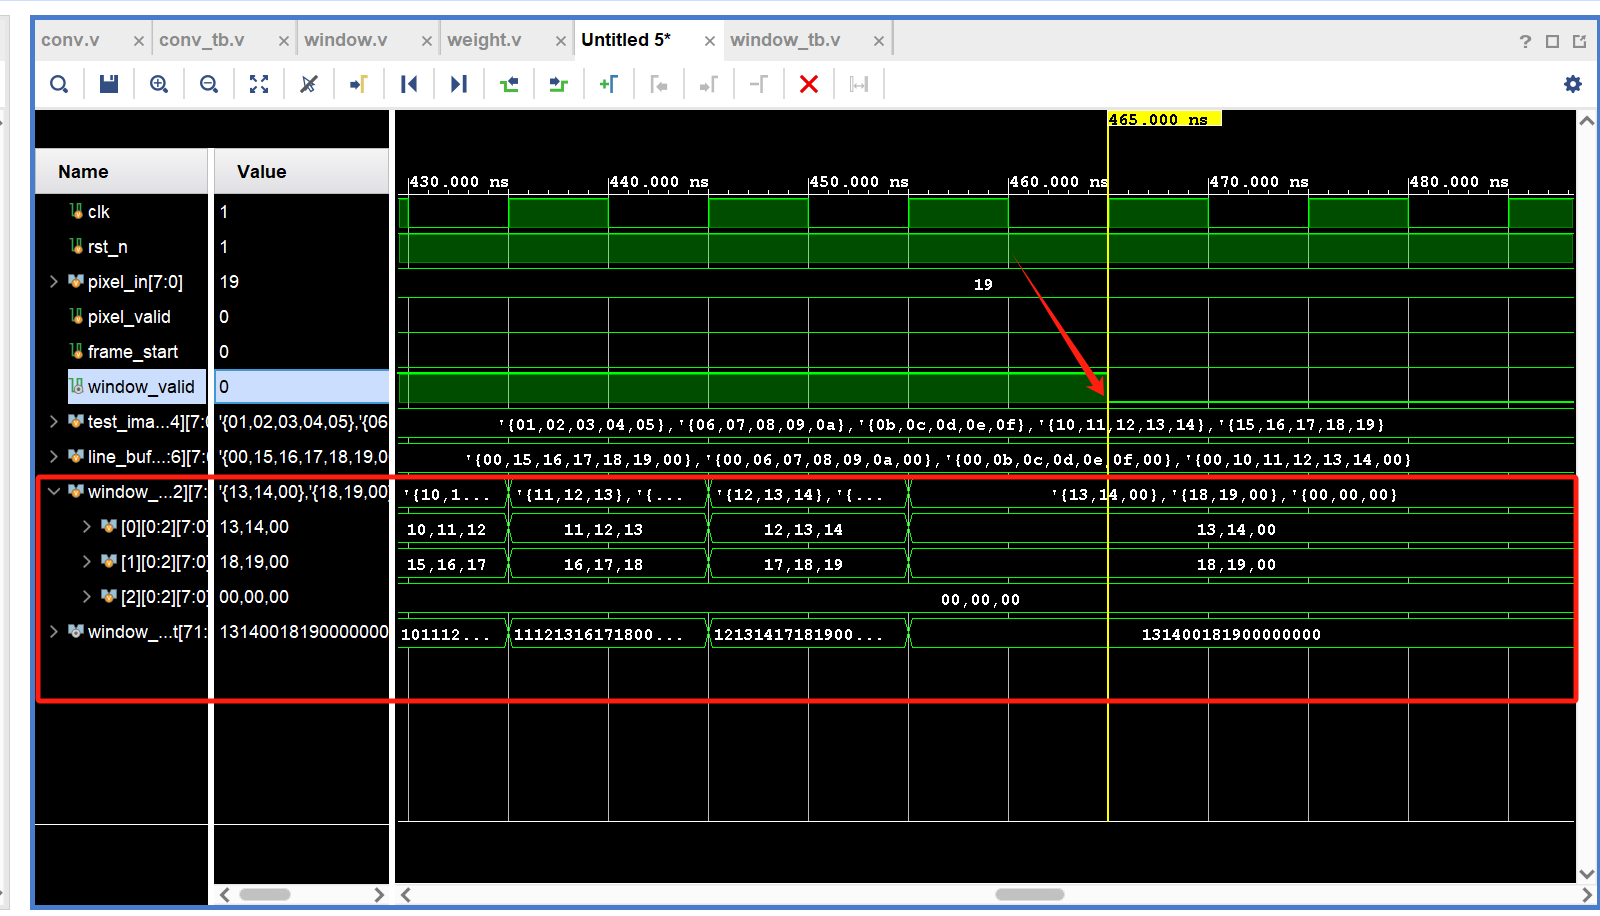 conv.v × conv_tb.v × window.v × weight.v × Untitled 5* × window_tb.v × ?
465.000 ns
Name Value 430.000 ns 440.000 ns 450.000 ns 460.000 ns 470.000 ns 480.000 ns
clk 1
rst_n 1
pixel_in[7:0] 19 19
pixel_valid 0
frame_start 0
window_valid 0
test_ima...4][7:( '{01,02,03,04,05},'{06 '{01,02,03,04,05},'{06,07,08,09,0a},'{0b,0c,0d,0e,0f},'{10,11,12,13,14},'{15,16,17,18,19}
line_buf...:6][7:( '{00,15,16,17,18,19,0 '{00,15,16,17,18,19,00},'{00,06,07,08,09,0a,00},'{00,0b,0c,0d,0e,0f,00},'{00,10,11,12,13,14,00}
window_...2][7: '{13,14,00},'{18,19,00 '{10,1... '{11,12,13},'{... '{12,13,14},'{... '{13,14,00},'{18,19,00},'{00,00,00}
[0][0:2][7:0] 13,14,00 10,11,12 11,12,13 12,13,14 13,14,00
[1][0:2][7:0] 18,19,00 15,16,17 16,17,18 17,18,19 18,19,00
[2][0:2][7:0] 00,00,00 00,00,00
window_...t[71: 13140018190000000 101112... 11121316171800... 12131417181900... 131400181900000000